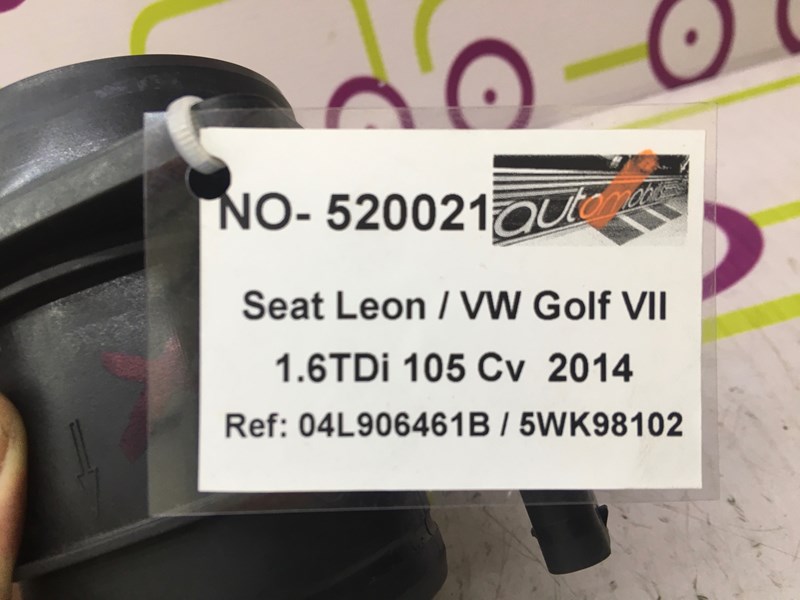 NO- 520021
automobils
Seat Leon / VW Golf VII
1.6TDi 105 Cv 2014
Ref: 04L906461B / 5WK98102